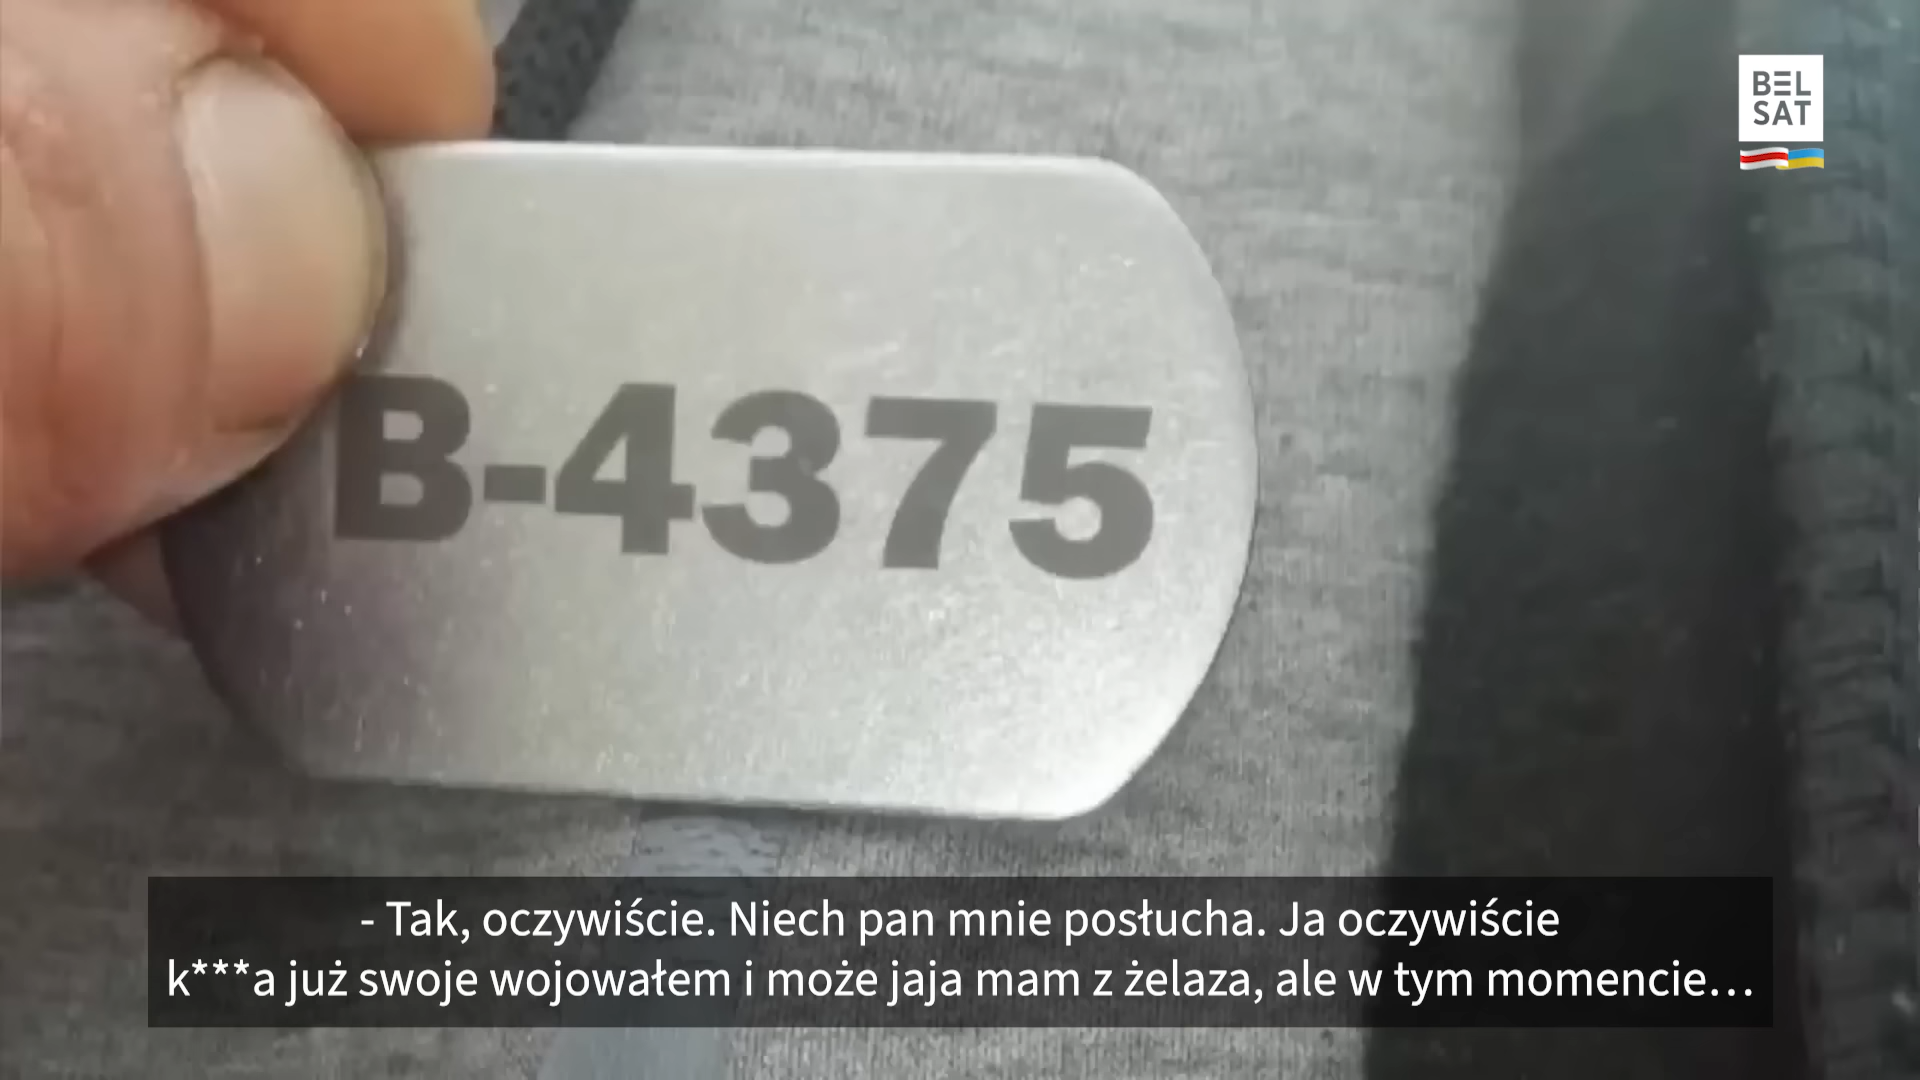 BEL
SAT
B-4375
- Tak, oczywiście. Niech pan mnie posłucha. Ja oczywiście
k***a już swoje wojowałem i może jaja mam z żelaza, ale w tym momencie…